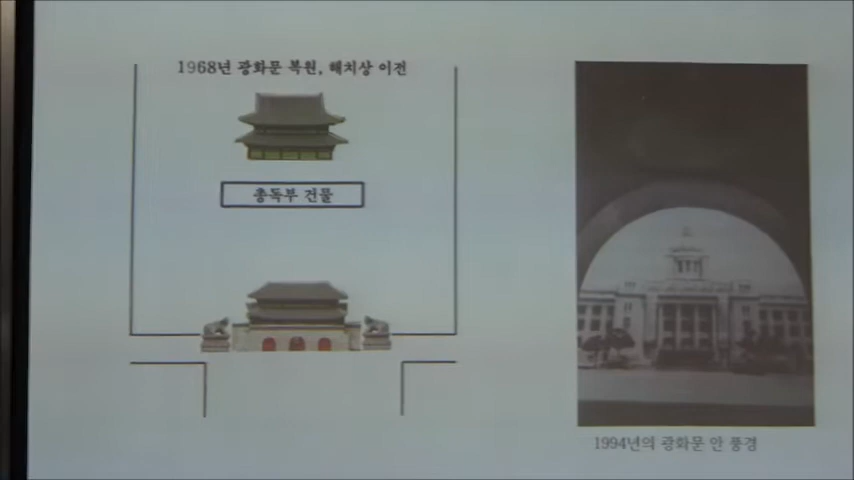 1968년 광화문 복원, 해치상 이전
총독부 건물
1994년의 광화문 안 풍경